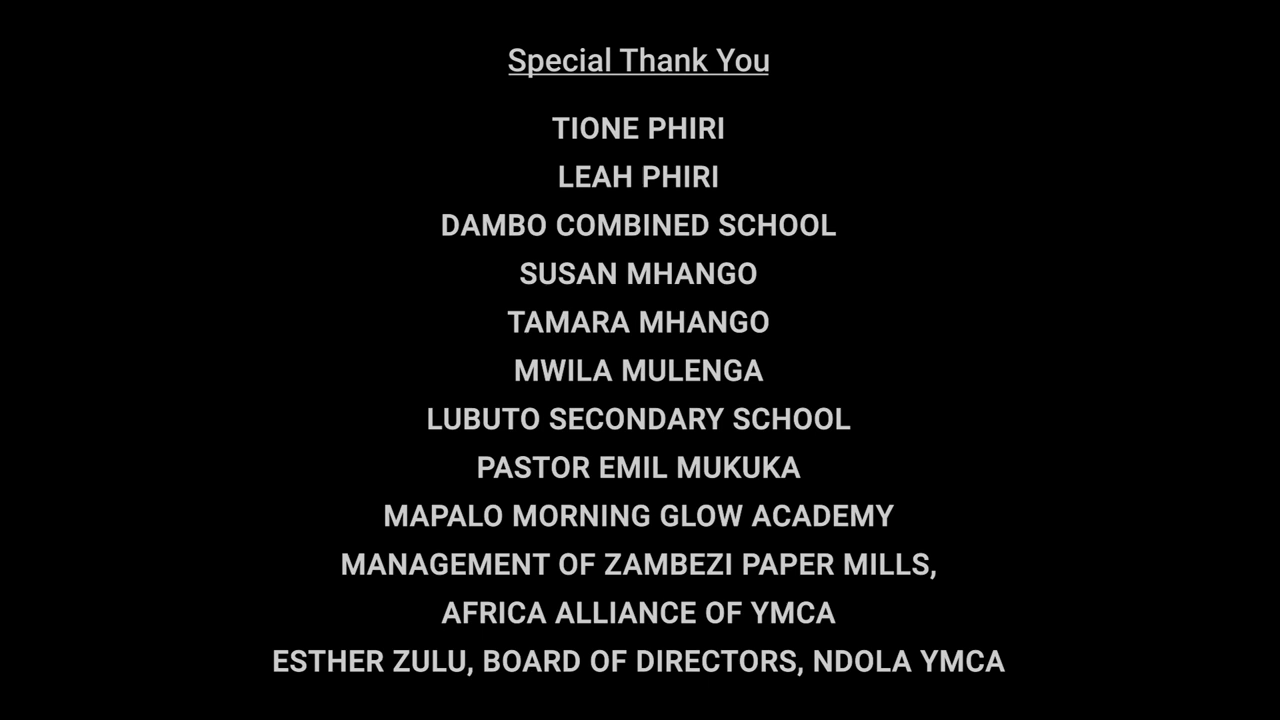 Special Thank You
TIONE PHIRI
LEAH PHIRI
DAMBO COMBINED SCHOOL
SUSAN MHANGO
TAMARA MHANGO
MWILA MULENGA
LUBUTO SECONDARY SCHOOL
PASTOR EMIL MUKUKA
MAPALO MORNING GLOW ACADEMY
MANAGEMENT OF ZAMBEZI PAPER MILLS,
AFRICA ALLIANCE OF YMCA
ESTHER ZULU, BOARD OF DIRECTORS, NDOLA YMCA